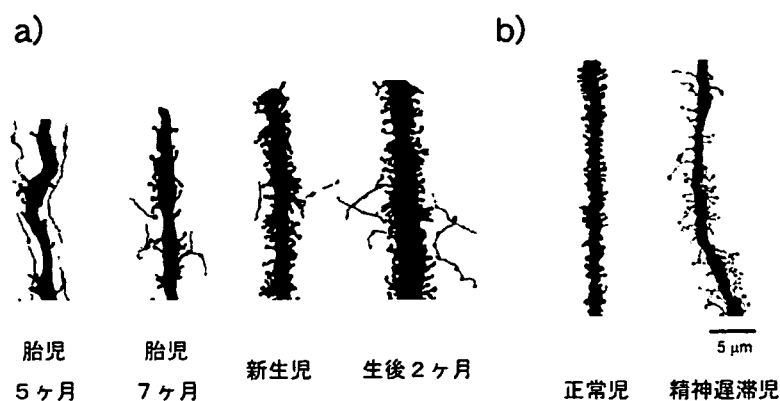 a)
b)
胎児
５ヶ月
胎児
７ヶ月
新生児
生後２ヶ月
5 μm
正常児
精神遅滞児